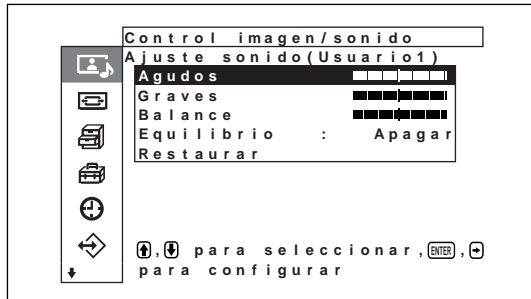 Control imagen/sonido
Ajuste sonido(Usuario1)
Agudos
Graves
Balance
Equilibrio : Apagar
Restaurar
↑,↓ para seleccionar,ENTER,→
para configurar